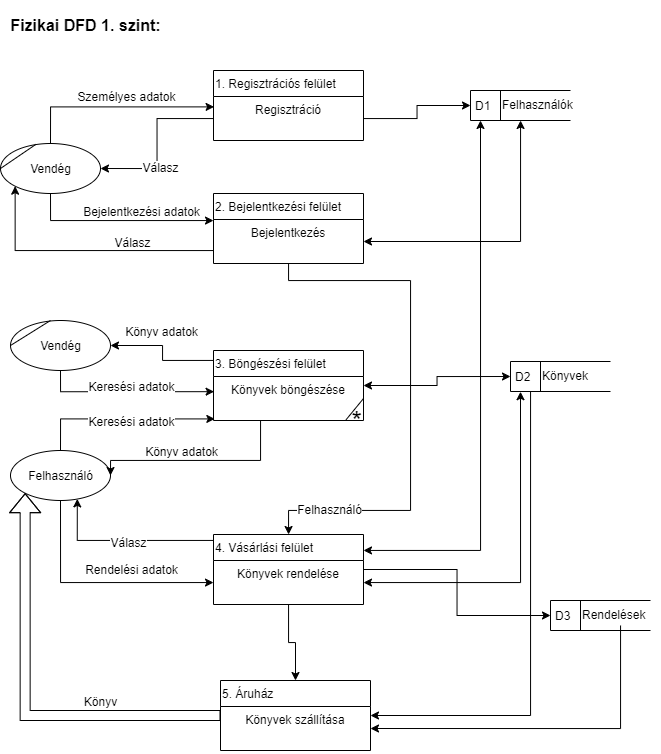 Fizikai DFD 1. szint:
1. Regisztrációs felület
Személyes adatok
Regisztráció
D1
Felhasználók
Vendég
Válasz
2. Bejelentkezési felület
Bejelentkezési adatok
Bejelentkezés
Válasz
Könyv adatok
Vendég
3. Böngészési felület
D2
Könyvek
Keresési adatok
Könyvek böngészése
*
Keresési adatok
Könyv adatok
Felhasználó
Felhasználó
Válasz
4. Vásárlási felület
Rendelési adatok
Könyvek rendelése
D3
Rendelések
5. Áruház
Könyv
Könyvek szállítása